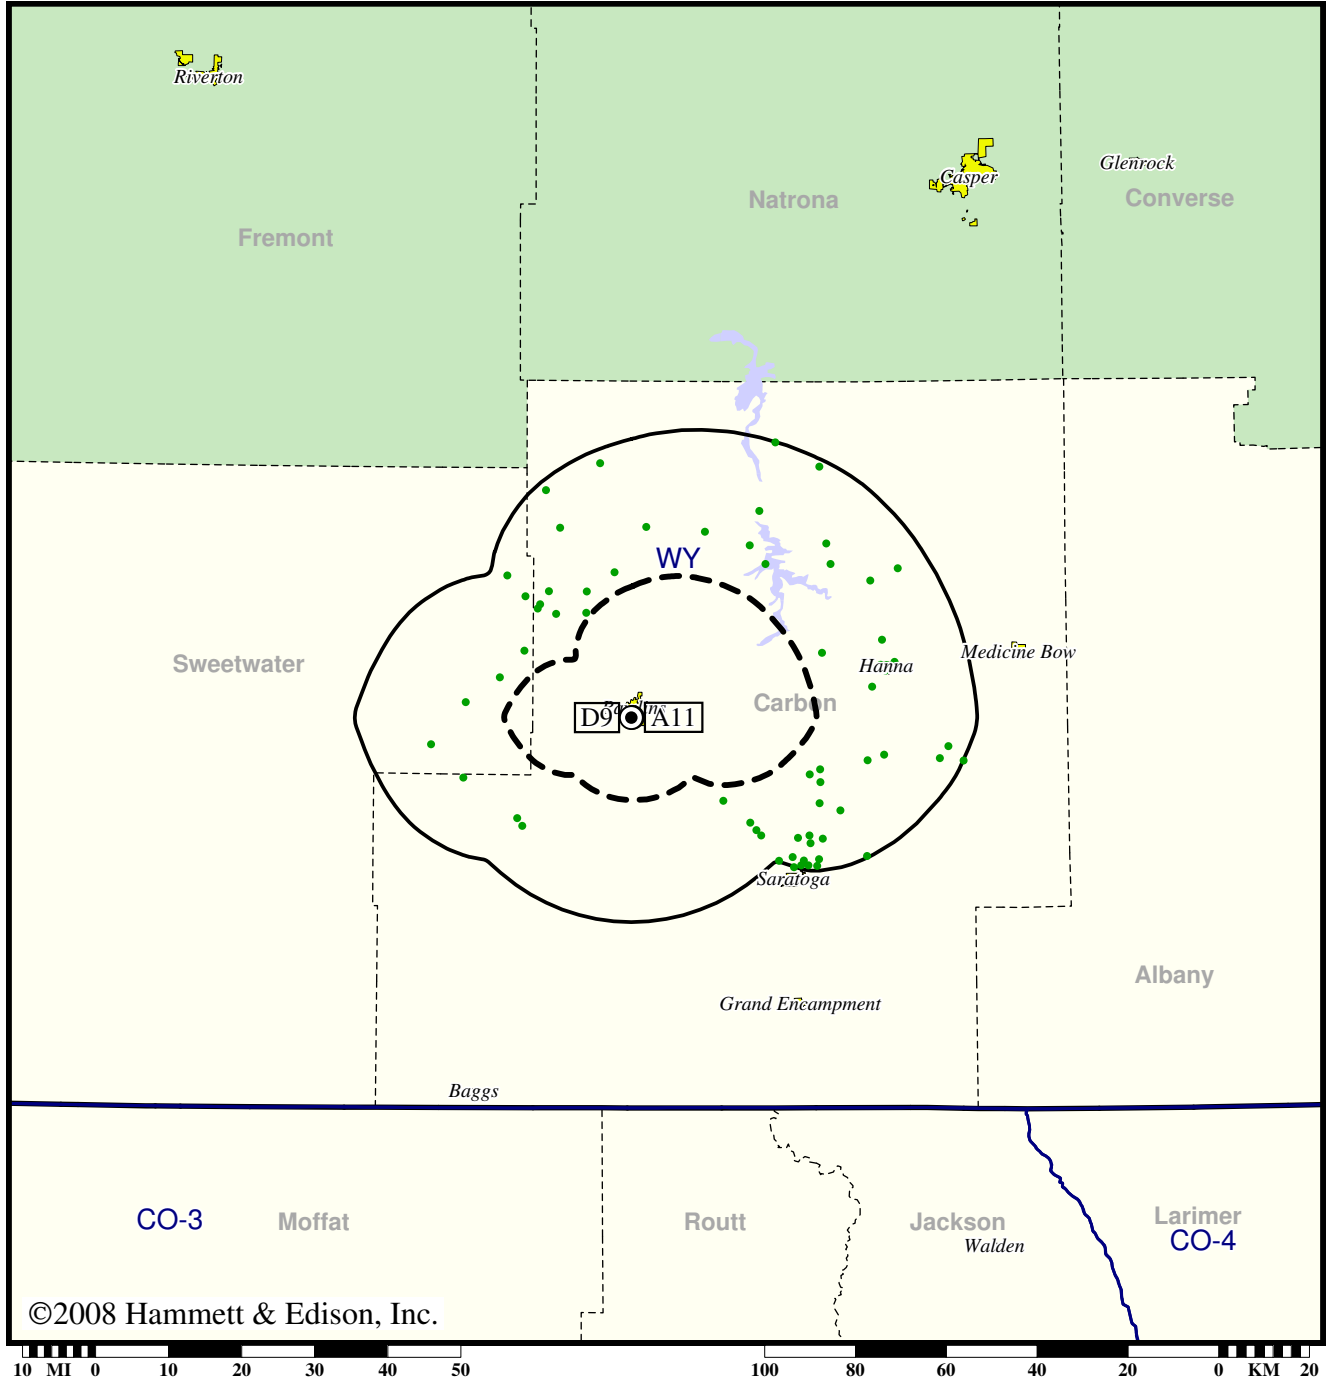 Riverton
Casper
Glenrock
Natrona
Converse
Fremont
WY
Medicine Bow
Hanna
Sweetwater
Carbon
D9
A11
Saratoga
Albany
Grand Encampment
Baggs
CO-3
Moffat
Routt
Jackson
Larimer
CO-4
Walden
©2008 Hammett & Edison, Inc.
10 MI 0 10 20 30 40 50 100 80 60 40 20 0 KM 20